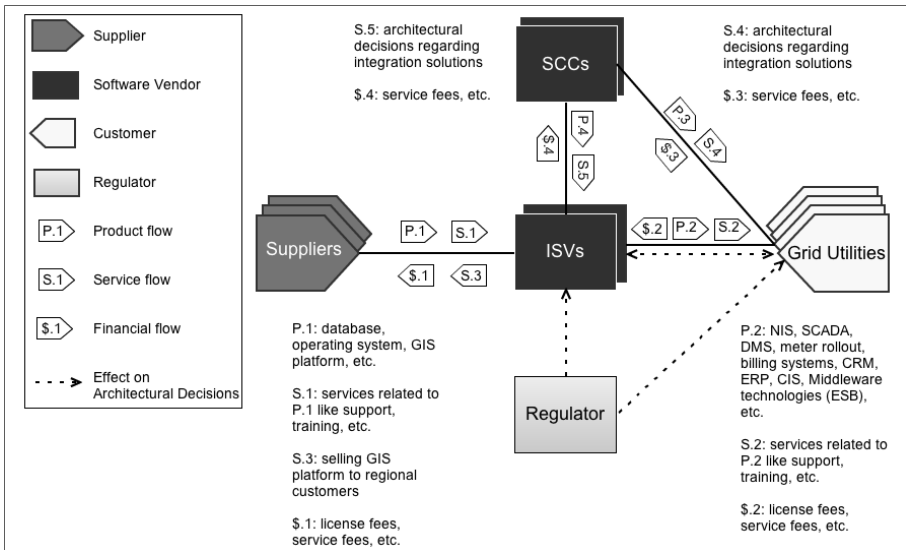 Supplier
Software Vendor
Customer
Regulator
P.1
Product flow
S.1
Service flow
$.1
Financial flow
Effect on
Architectural Decisions
S.5: architectural
decisions regarding
integration solutions
$.4: service fees, etc.
SCCs
S.4: architectural
decisions regarding
integration solutions
$.3: service fees, etc.
$.4
P.4
S.5
P.3
S.4
$.3
Suppliers
P.1
S.1
$.1
S.3
ISVs
$.2
P.2
S.2
Grid Utilities
P.1: database,
operating system, GIS
platform, etc.
S.1: services related to
P.1 like support,
training, etc.
S.3: selling GIS
platform to regional
customers
$.1: license fees,
service fees, etc.
Regulator
P.2: NIS, SCADA,
DMS, meter rollout,
billing systems, CRM,
ERP, CIS, Middleware
technologies (ESB),
etc.
S.2: services related to
P.2 like support,
training, etc.
$.2: license fees,
service fees, etc.